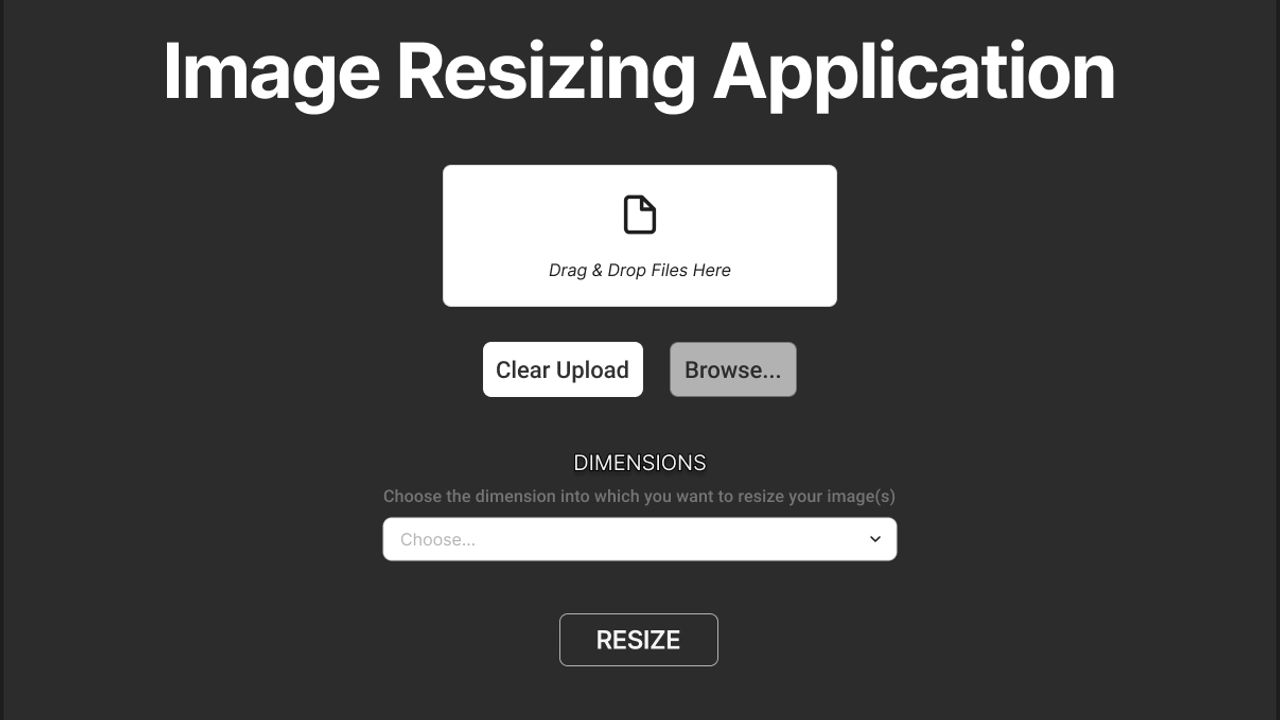 Image Resizing Application
Drag & Drop Files Here
Clear Upload
Browse...
DIMENSIONS
Choose the dimension into which you want to resize your image(s)
Choose...
RESIZE